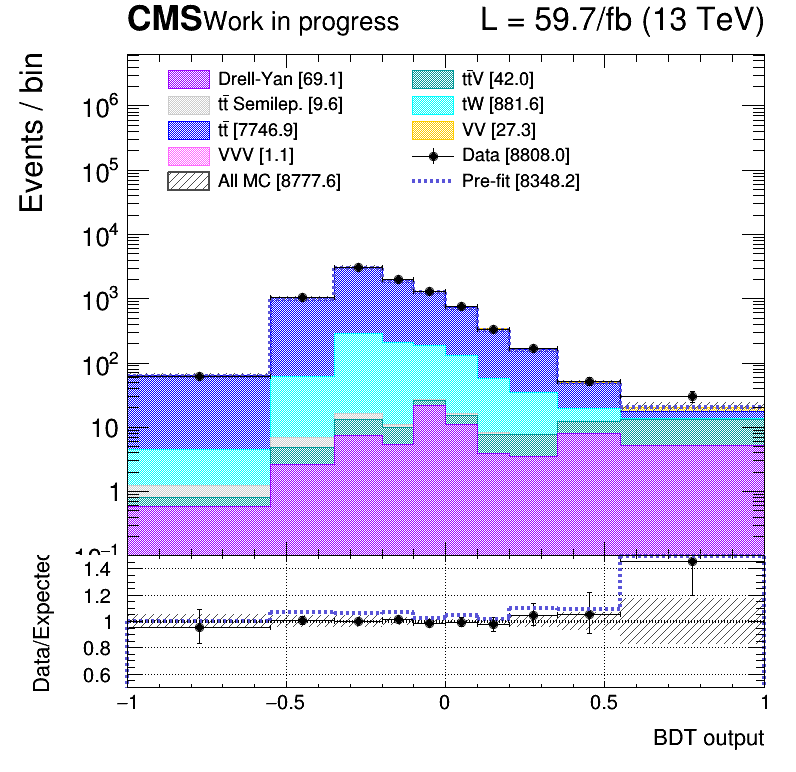 CMS Work in progress L = 59.7/fb (13 TeV)
Events / bin
Drell-Yan [69.1] tt̄V [42.0]
tt̄ Semilep. [9.6] tW [881.6]
tt̄ [7746.9] VV [27.3]
VVV [1.1] Data [8808.0]
All MC [8777.6] Pre-fit [8348.2]
10⁶
10⁵
10⁴
10³
10²
10
1
10⁻¹
Data/Expected
1.4
1.2
1
0.8
0.6
−1 −0.5 0 0.5 1
BDT output